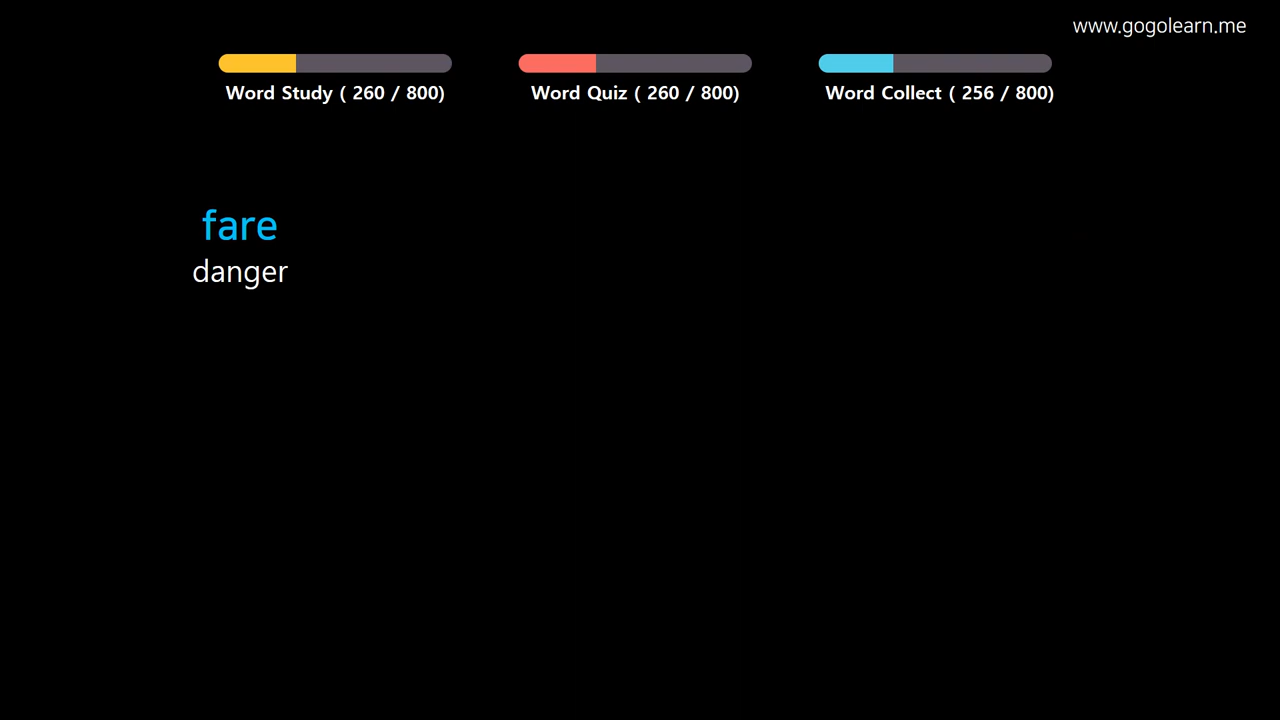 www.gogolearn.me
Word Study ( 260 / 800)
Word Quiz ( 260 / 800)
Word Collect ( 256 / 800)
fare
danger